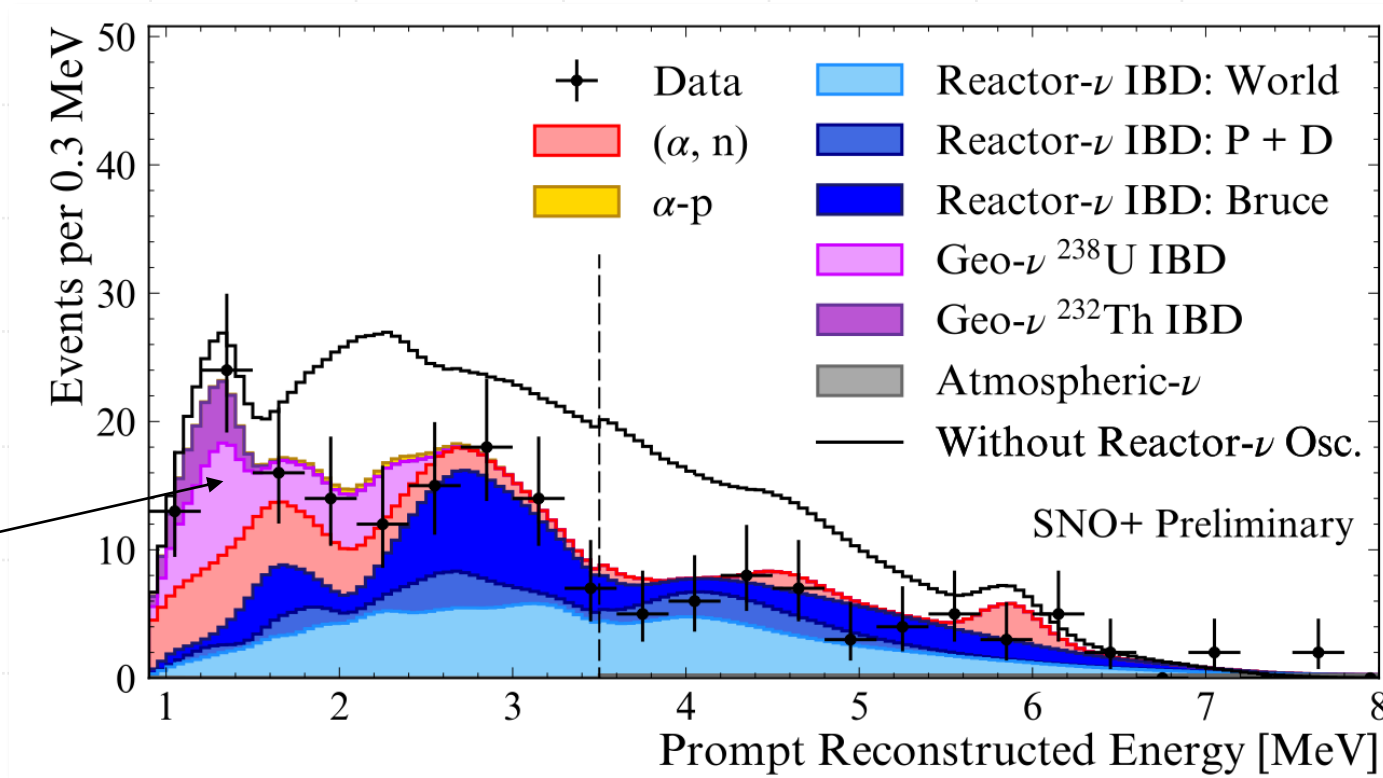 Events per 0.3 MeV
50
40
30
20
10
0
Data
(α, n)
α-p
Reactor-ν IBD: World
Reactor-ν IBD: P + D
Reactor-ν IBD: Bruce
Geo-ν ²³⁸U IBD
Geo-ν ²³²Th IBD
Atmospheric-ν
Without Reactor-ν Osc.
SNO+ Preliminary
1 2 3 4 5 6 7 8
Prompt Reconstructed Energy [MeV]